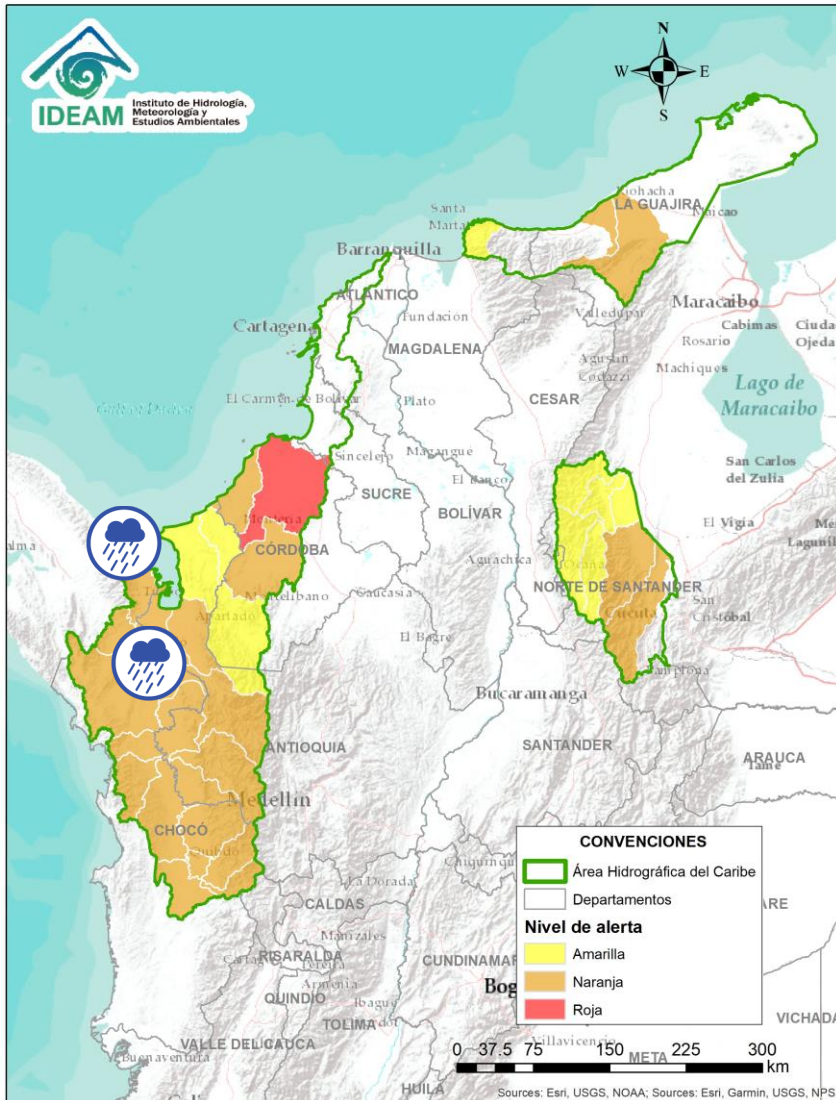 IDEAM
Instituto de Hidrología,
Meteorología y
Estudios Ambientales
N
W E
S
LA GUAJIRA
Maicao
Santa
Marta
Barranquilla
ATLÁNTICO
Cartagena
Fundación
Valledupar
Maracaibo
Cabimas
Ciudad
Ojeda
Rosario
MAGDALENA
Machiques
Agustín
Codazzi
Lago de
Maracaibo
CESAR
El Carmen de Bolívar
Plato
Sincelejo
Magangué
San Carlos
del Zulia
El Banco
SUCRE
BOLÍVAR
El Vigía
Montería
CÓRDOBA
Aguachica
Ocaña
NORTE DE SANTANDER
Montelíbano
Caucasia
Cúcuta
San
Cristóbal
Apartadó
El Bagre
Pamplona
Bucaramanga
ANTIOQUIA
SANTANDER
ARAUCA
Tame
Medellín
CHOCÓ
Quibdó
La Dorada
CALDAS
Manizales
RISARALDA
Pereira
CUNDINAMAR
Armenia
QUINDÍO
Ibagué
Bog
TOLIMA
VICHADA
VALLE DEL CAUCA
Villavicencio
Buenaventura
META
HUILA
CONVENCIONES
Área Hidrográfica del Caribe
Departamentos
Nivel de alerta
Amarilla
Naranja
Roja
0 37.5 75 150 225 300
km
Sources: Esri, USGS, NOAA; Sources: Esri, Garmin, USGS, NPS